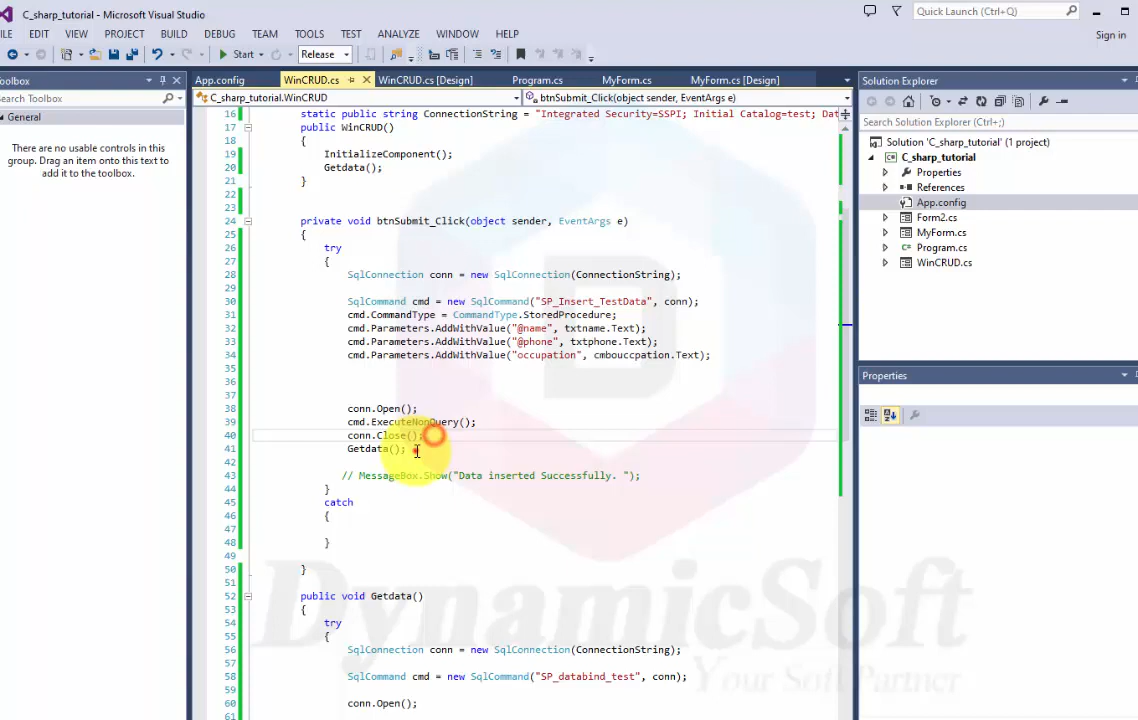 C_sharp_tutorial - Microsoft Visual Studio
Quick Launch (Ctrl+Q)
ILE EDIT VIEW PROJECT BUILD DEBUG TEAM TOOLS TEST ANALYZE WINDOW HELP
Sign in
Start Release
oolbox
Search Toolbox
General
There are no usable controls in this
group. Drag an item onto this text to
add it to the toolbox.
App.config WinCRUD.cs WinCRUD.cs [Design] Program.cs MyForm.cs MyForm.cs [Design]
C_sharp_tutorial.WinCRUD btnSubmit_Click(object sender, EventArgs e)
16 static public string ConnectionString = "Integrated Security=SSPI; Initial Catalog=test; Dat
17 public WinCRUD()
18 {
19 InitializeComponent();
20 Getdata();
21 }
22
23
24 private void btnSubmit_Click(object sender, EventArgs e)
25 {
26 try
27 {
28 SqlConnection conn = new SqlConnection(ConnectionString);
29
30 SqlCommand cmd = new SqlCommand("SP_Insert_TestData", conn);
31 cmd.CommandType = CommandType.StoredProcedure;
32 cmd.Parameters.AddWithValue("@name", txtname.Text);
33 cmd.Parameters.AddWithValue("@phone", txtphone.Text);
34 cmd.Parameters.AddWithValue("occupation", cmbouccpation.Text);
35
36
37
38 conn.Open();
39 cmd.ExecuteNonQuery();
40 conn.Close();
41 Getdata();
42
43 // MessageBox.Show("Data inserted Successfully. ");
44 }
45 catch
46 {
47
48 }
49
50 }
51
52 public void Getdata()
53 {
54 try
55 {
56 SqlConnection conn = new SqlConnection(ConnectionString);
57
58 SqlCommand cmd = new SqlCommand("SP_databind_test", conn);
59
60 conn.Open();
61
Solution Explorer
Search Solution Explorer (Ctrl+;)
Solution 'C_sharp_tutorial' (1 project)
C_sharp_tutorial
Properties
References
App.config
Form2.cs
MyForm.cs
Program.cs
WinCRUD.cs
Properties
DynamicSoft
Your Soft Partner